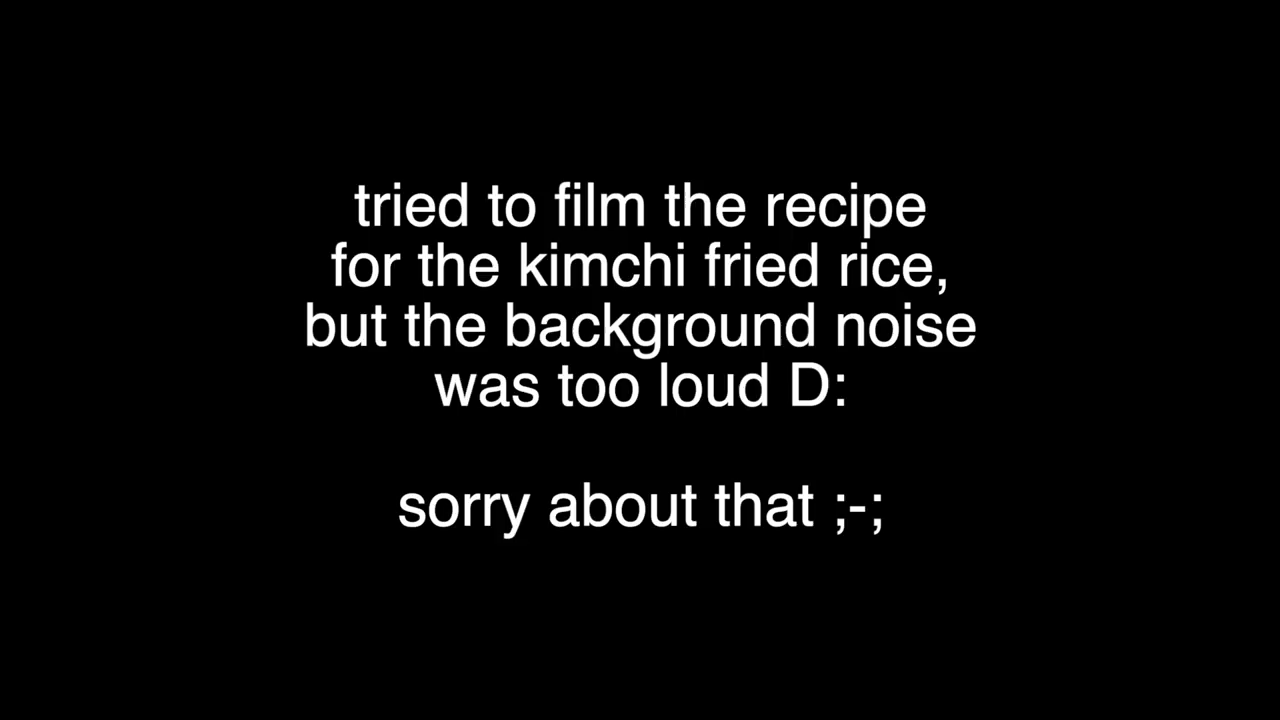 tried to film the recipe
for the kimchi fried rice,
but the background noise
was too loud D:
sorry about that ;-;